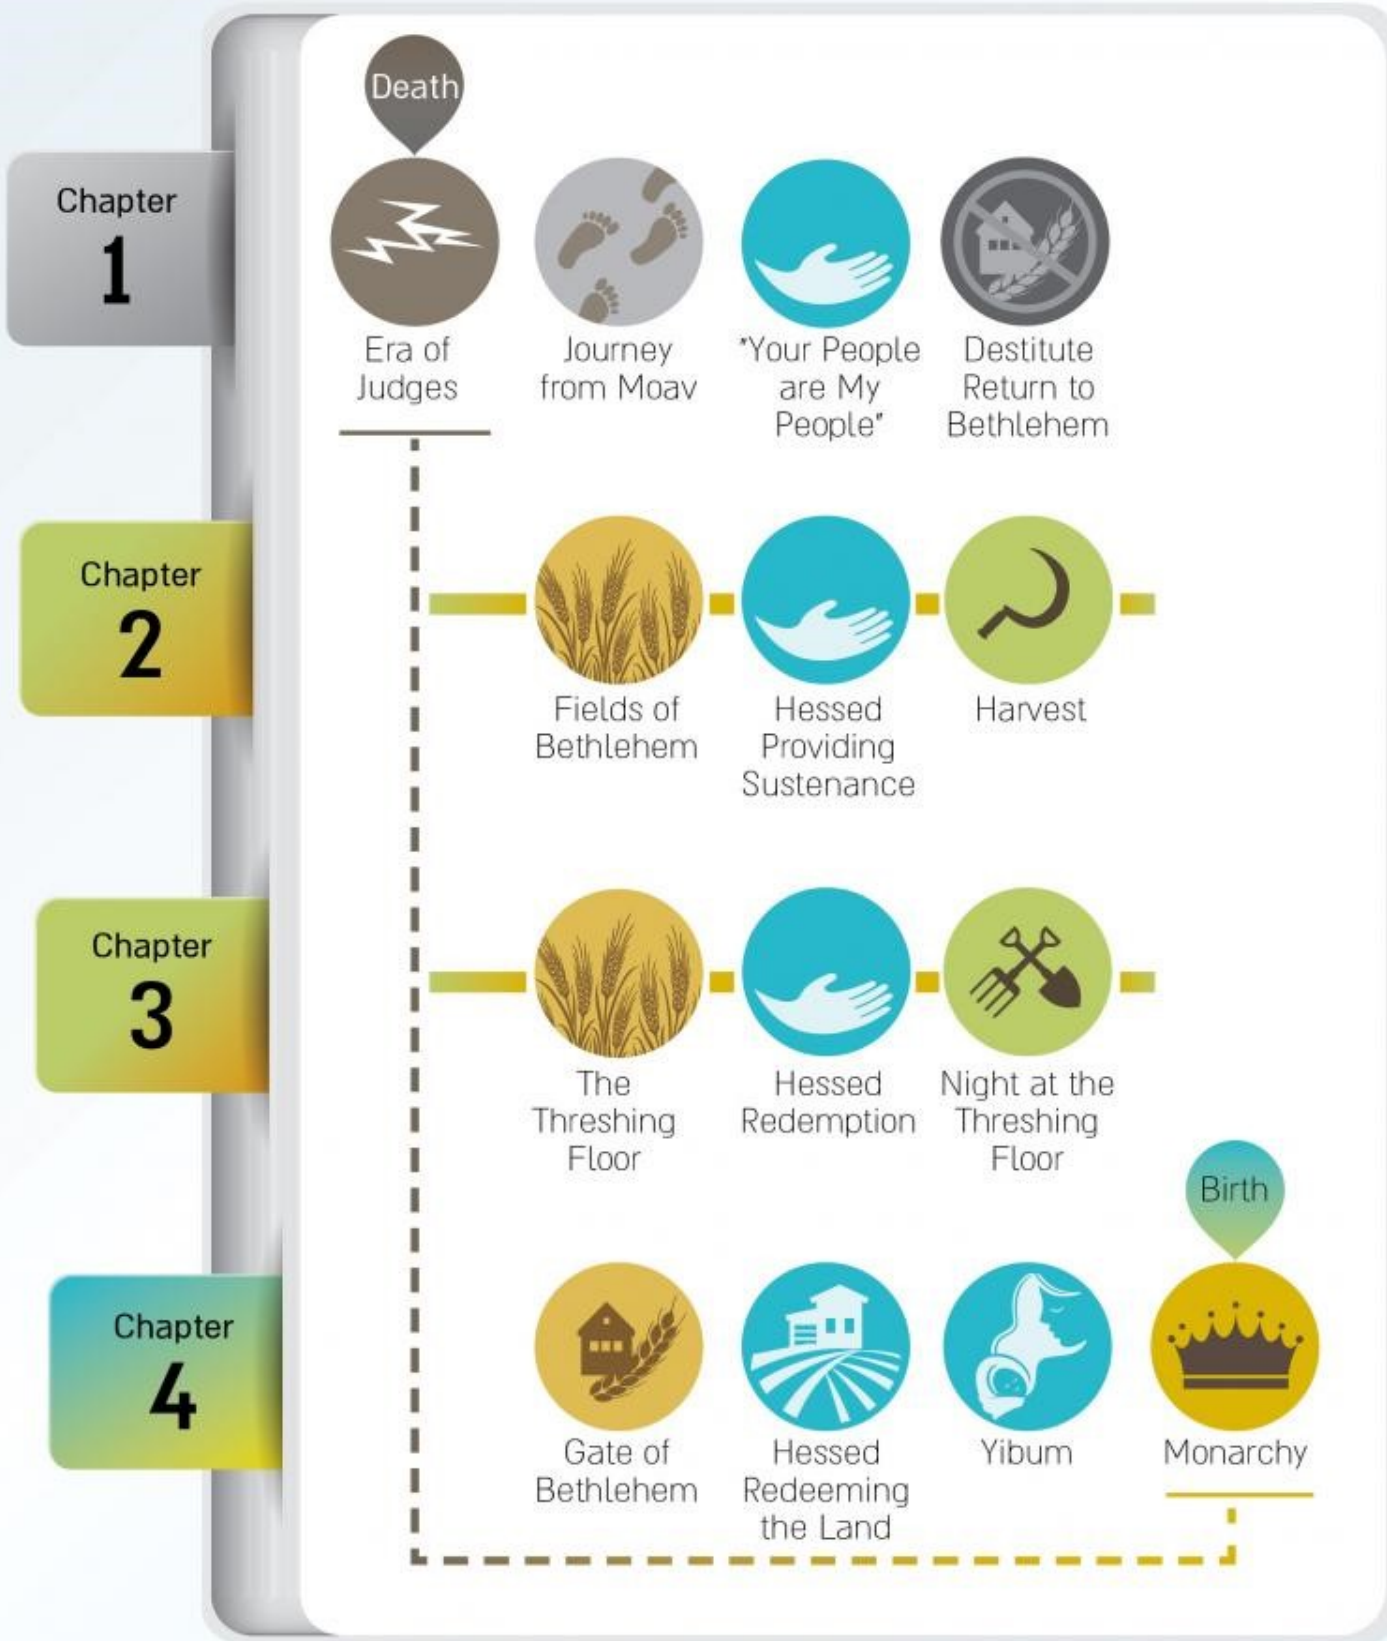 Death
Chapter
1
Era of
Judges
Journey
from Moav
"Your People
are My
People"
Destitute
Return to
Bethlehem
Chapter
2
Fields of
Bethlehem
Hessed
Providing
Sustenance
Harvest
Chapter
3
The
Threshing
Floor
Hessed
Redemption
Night at the
Threshing
Floor
Birth
Chapter
4
Gate of
Bethlehem
Hessed
Redeeming
the Land
Yibum
Monarchy